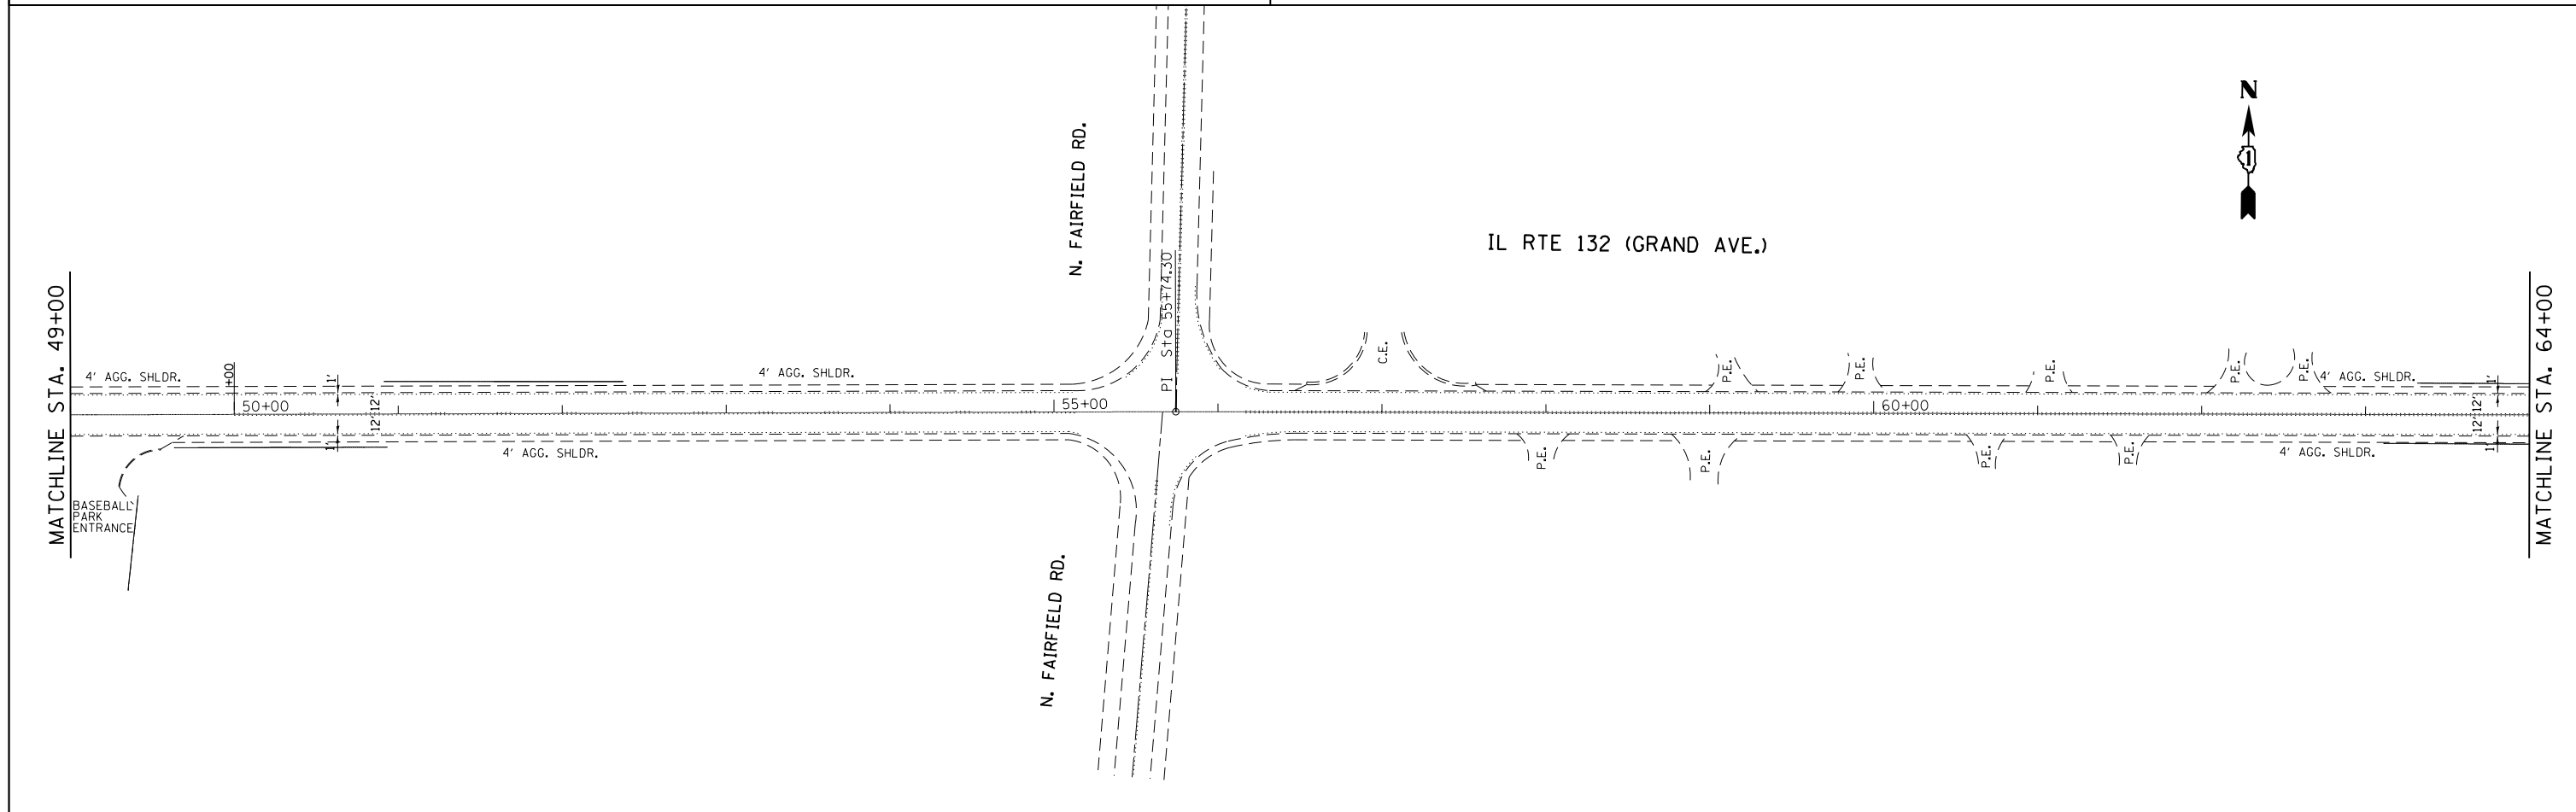 N
1
N. FAIRFIELD RD.
IL RTE 132 (GRAND AVE.)
PI Sta 55+74.30
MATCHLINE STA. 49+00
MATCHLINE STA. 64+00
4' AGG. SHLDR.
+00
1'
4' AGG. SHLDR.
C.E.
P.E.
P.E.
P.E.
P.E.
P.E.
4' AGG. SHLDR.
1'
50+00
12'
12'
55+00
60+00
12'
12'
1'
4' AGG. SHLDR.
P.E.
P.E.
P.E.
P.E.
4' AGG. SHLDR.
1'
BASEBALL
PARK
ENTRANCE
N. FAIRFIELD RD.